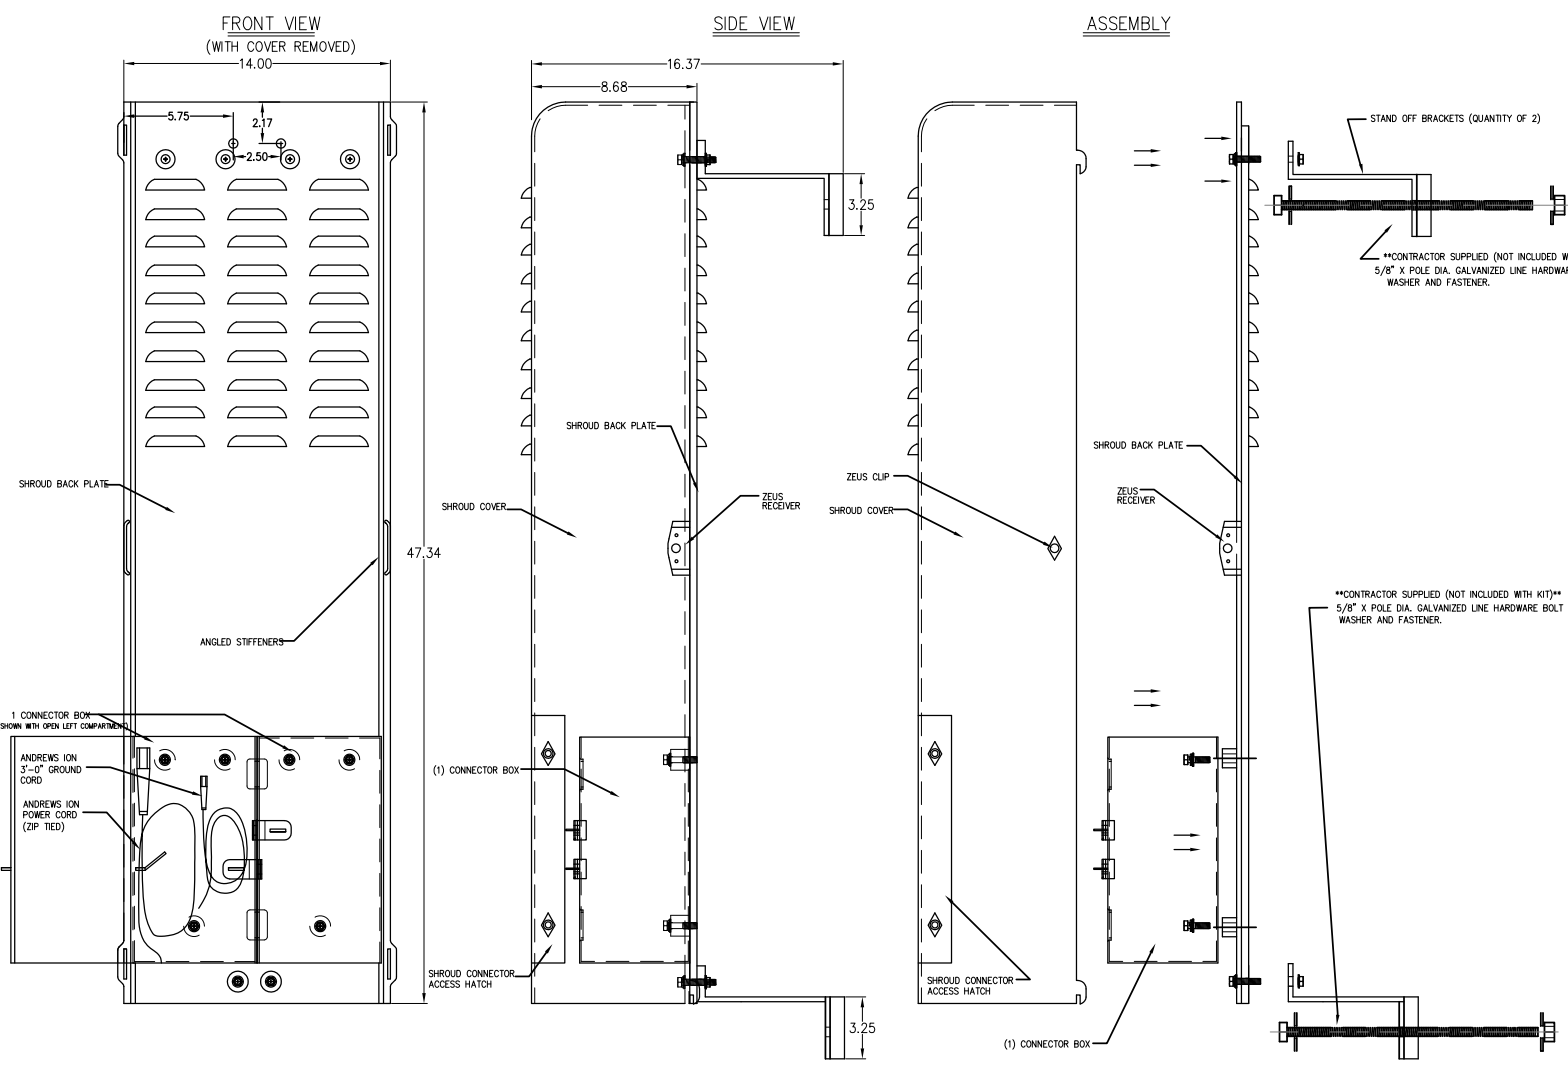 FRONT VIEW
(WITH COVER REMOVED)
14.00
5.75
2.17
2.50
47.34
SHROUD BACK PLATE
ANGLED STIFFENERS
1 CONNECTOR BOX
SHOWN WITH OPEN LEFT COMPARTMENT)
ANDREWS ION
3'-0" GROUND
CORD
ANDREWS ION
POWER CORD
(ZIP TIED)
SIDE VIEW
16.37
8.68
3.25
SHROUD BACK PLATE
SHROUD COVER
ZEUS
RECEIVER
(1) CONNECTOR BOX
SHROUD CONNECTOR
ACCESS HATCH
3.25
ASSEMBLY
STAND OFF BRACKETS (QUANTITY OF 2)
**CONTRACTOR SUPPLIED (NOT INCLUDED W
5/8" X POLE DIA. GALVANIZED LINE HARDWAR
WASHER AND FASTENER.
SHROUD BACK PLATE
ZEUS CLIP
ZEUS
RECEIVER
SHROUD COVER
**CONTRACTOR SUPPLIED (NOT INCLUDED WITH KIT)**
5/8" X POLE DIA. GALVANIZED LINE HARDWARE BOLT
WASHER AND FASTENER.
SHROUD CONNECTOR
ACCESS HATCH
(1) CONNECTOR BOX